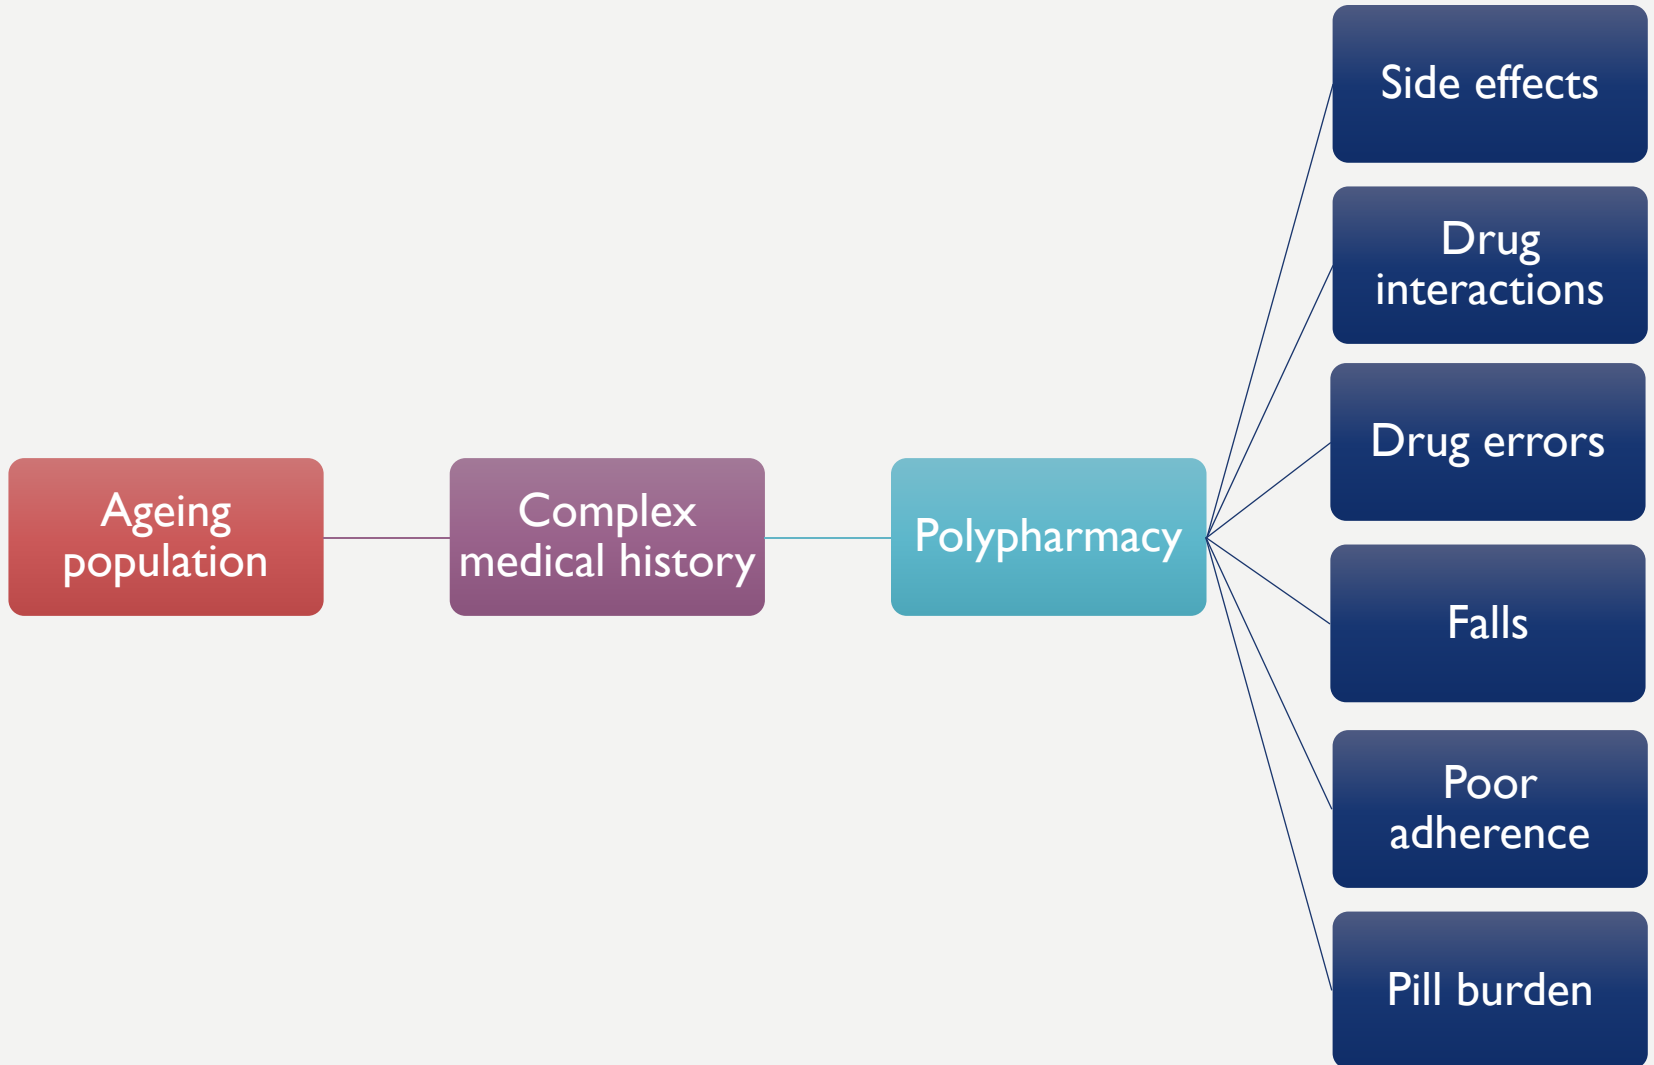 Ageing
population
Complex
medical history
Polypharmacy
Side effects
Drug
interactions
Drug errors
Falls
Poor
adherence
Pill burden